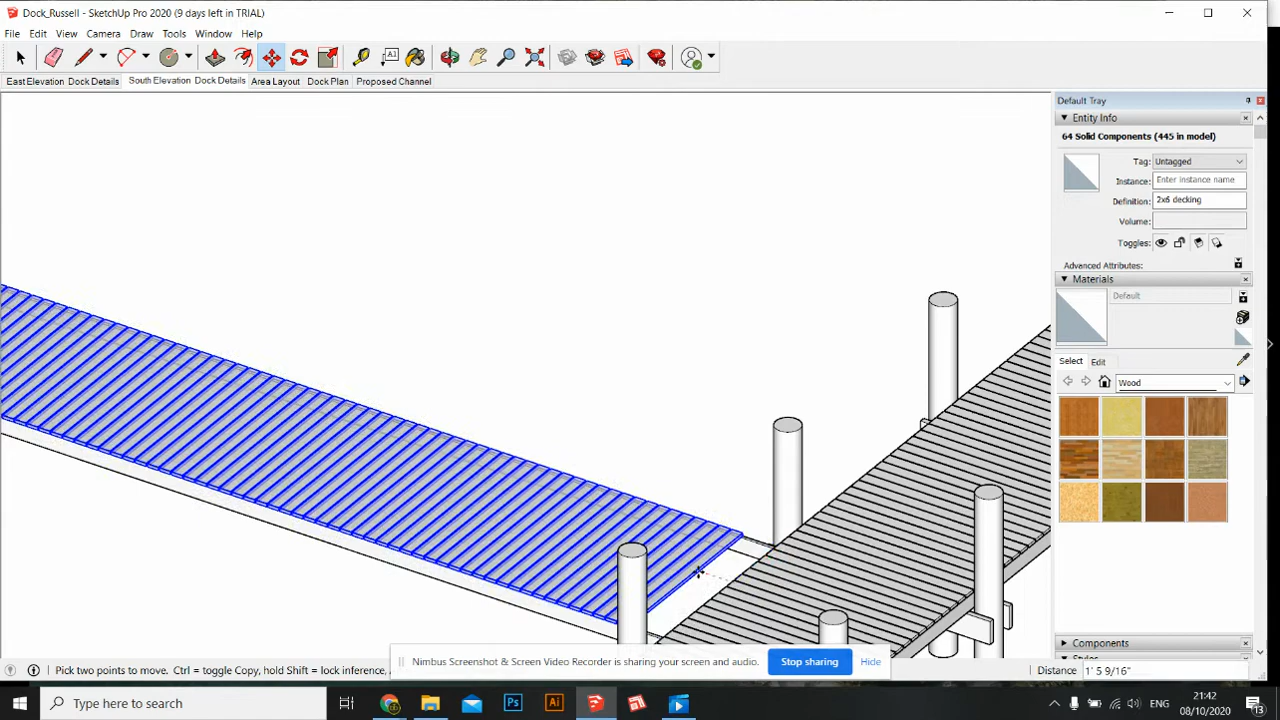 Dock_Russell - SketchUp Pro 2020 (9 days left in TRIAL)
File Edit View Camera Draw Tools Window Help
East Elevation Dock Details South Elevation Dock Details Area Layout Dock Plan Proposed Channel
Default Tray
Entity Info
64 Solid Components (445 in model)
Tag: Untagged
Instance: Enter instance name
Definition: 2x6 decking
Volume:
Toggles:
Advanced Attributes:
Materials
Default
Select Edit
Wood
Components
Styles
Nimbus Screenshot & Screen Video Recorder is sharing your screen and audio. Stop sharing Hide
Pick two points to move. Ctrl = toggle Copy, hold Shift = lock inference,
Distance 1' 5 9/16"
Type here to search
21:42
08/10/2020